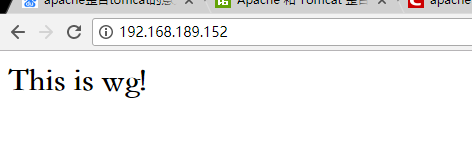 apache整合tomcat的
Apache 和 Tomcat 整
apache
192.168.189.152
This is wg!